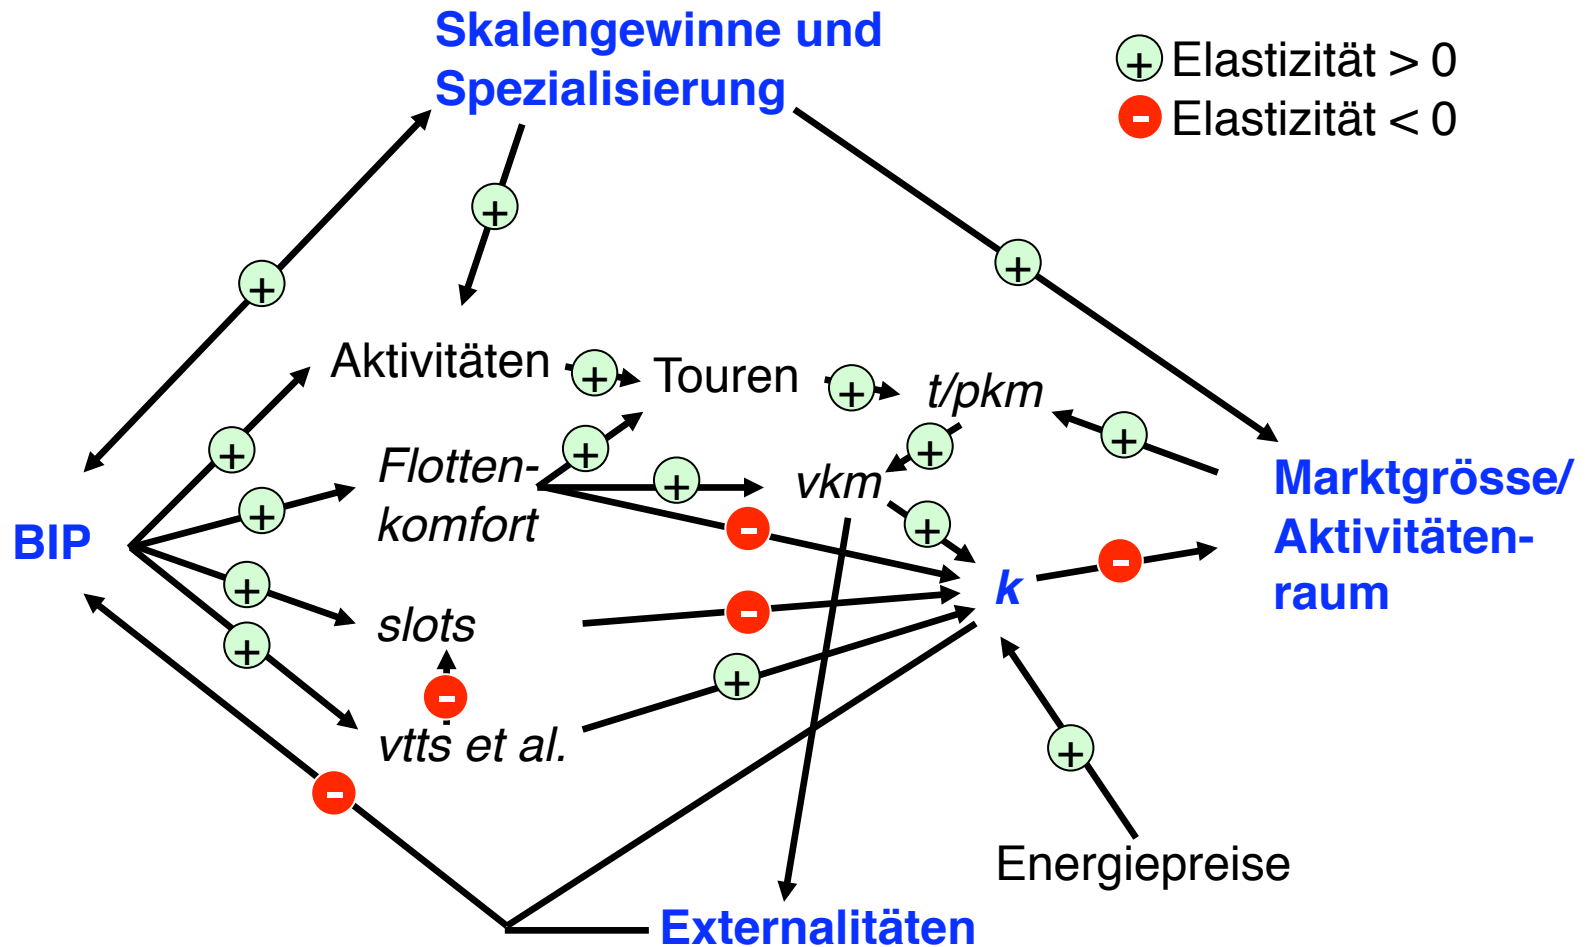 Skalengewinne und
Spezialisierung
+ Elastizität > 0
- Elastizität < 0
+
+
+
Aktivitäten + Touren + t/pkm
+
+
+
+
Flotten-
komfort
+
+
vkm
+
-
BIP
+
k
-
Marktgrösse/
Aktivitäten-
raum
+
slots
-
+
-
+
vtts et al.
-
+
Energiepreise
Externalitäten